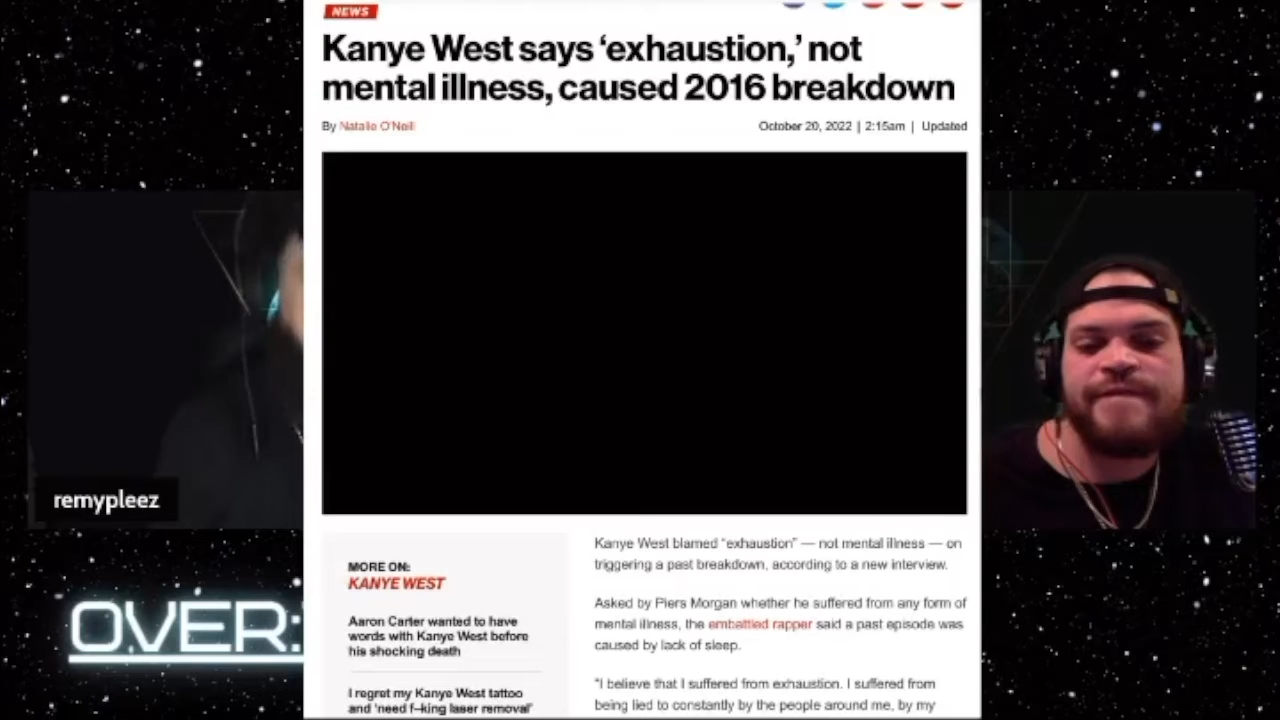 NEWS
Kanye West says ‘exhaustion,’ not
mental illness, caused 2016 breakdown
By Natalie O’Neill
October 20, 2022 | 2:15am | Updated
remypleez
OVER:
MORE ON:
KANYE WEST
Aaron Carter wanted to have
words with Kanye West before
his shocking death
I regret my Kanye West tattoo
and ‘need f–king laser removal’
Kanye West blamed “exhaustion” — not mental illness — on
triggering a past breakdown, according to a new interview.
Asked by Piers Morgan whether he suffered from any form of
mental illness, the embattled rapper said a past episode was
caused by lack of sleep.
“I believe that I suffered from exhaustion. I suffered from
being lied to constantly by the people around me, by my